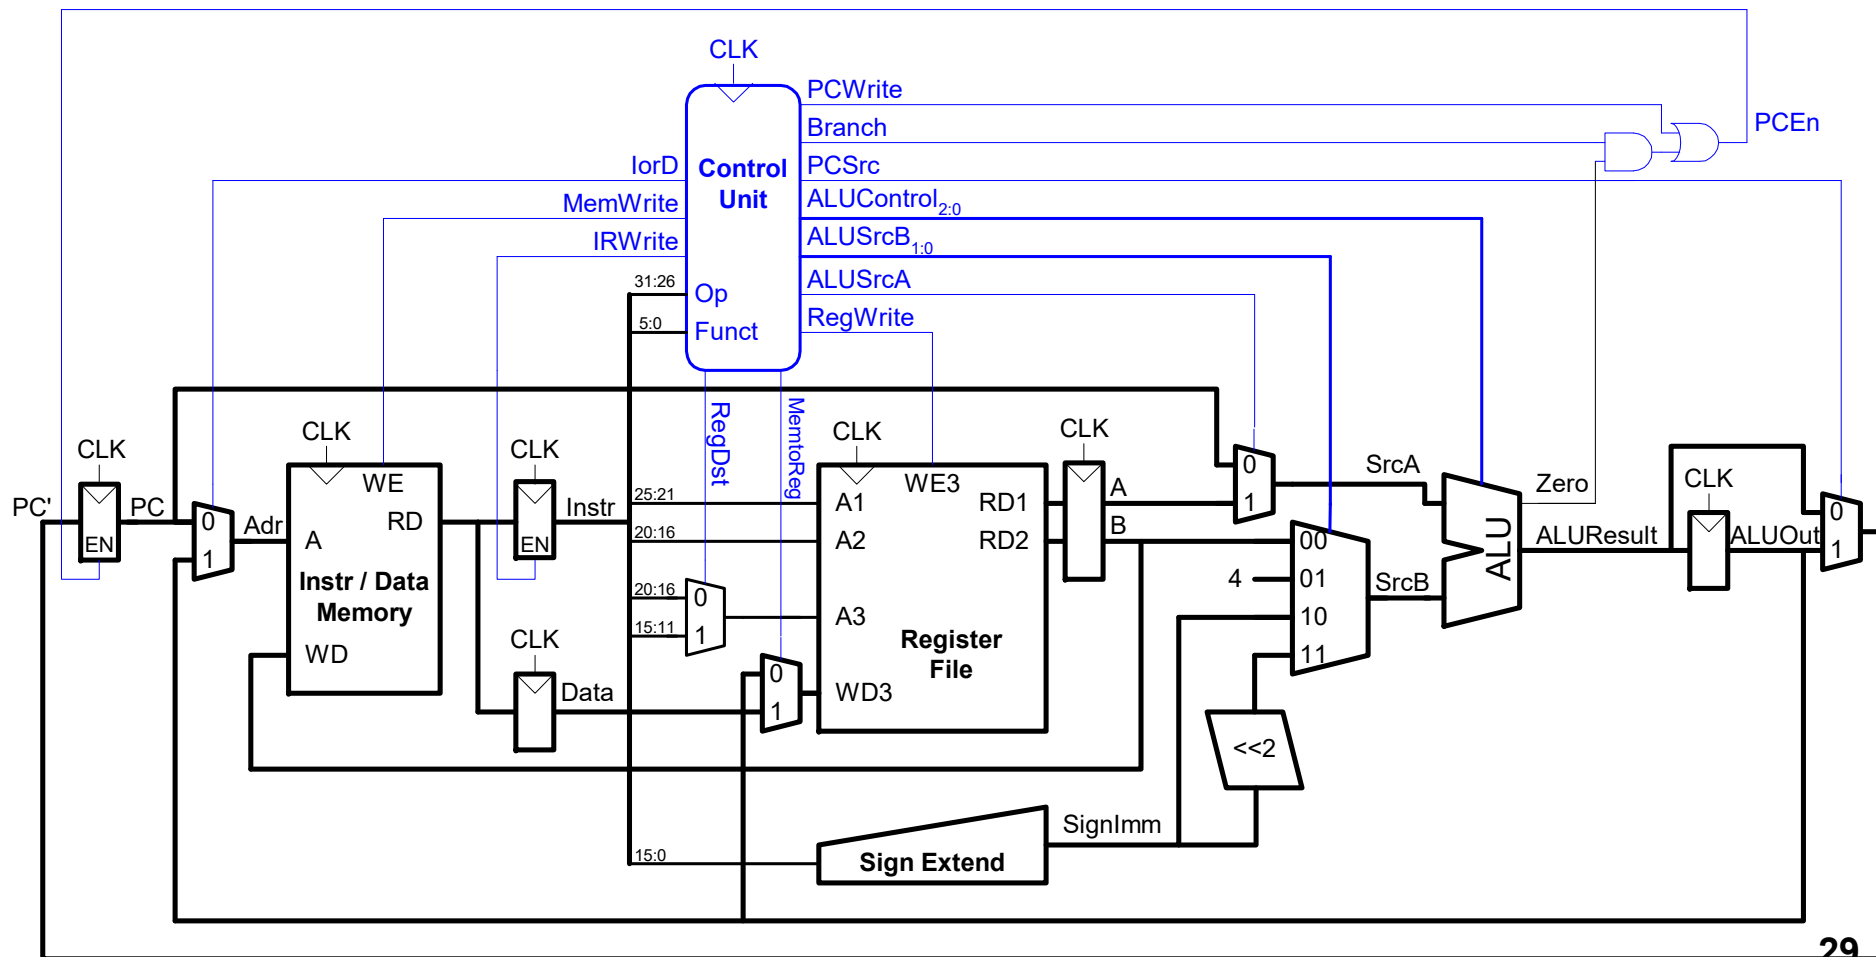 CLK
PCWrite
Branch
PCEn
IorD
Control
Unit
PCSrc
MemWrite
ALUControl2:0
IRWrite
ALUSrcB1:0
31:26
Op
ALUSrcA
5:0
Funct
RegWrite
RegDst
MemtoReg
CLK
CLK
CLK
CLK
CLK
CLK
PC'
EN
PC
0
1
Adr
WE
RD
A
Instr / Data
Memory
WD
EN
Instr
CLK
Data
25:21
20:16
20:16
15:11
0
1
0
1
15:0
A1
A2
A3
WD3
WE3
RD1
RD2
Register
File
A
B
0
1
SrcA
00
4
01
10
11
SrcB
<<2
Sign Extend
SignImm
ALU
Zero
ALUResult
ALUOut
0
1
29